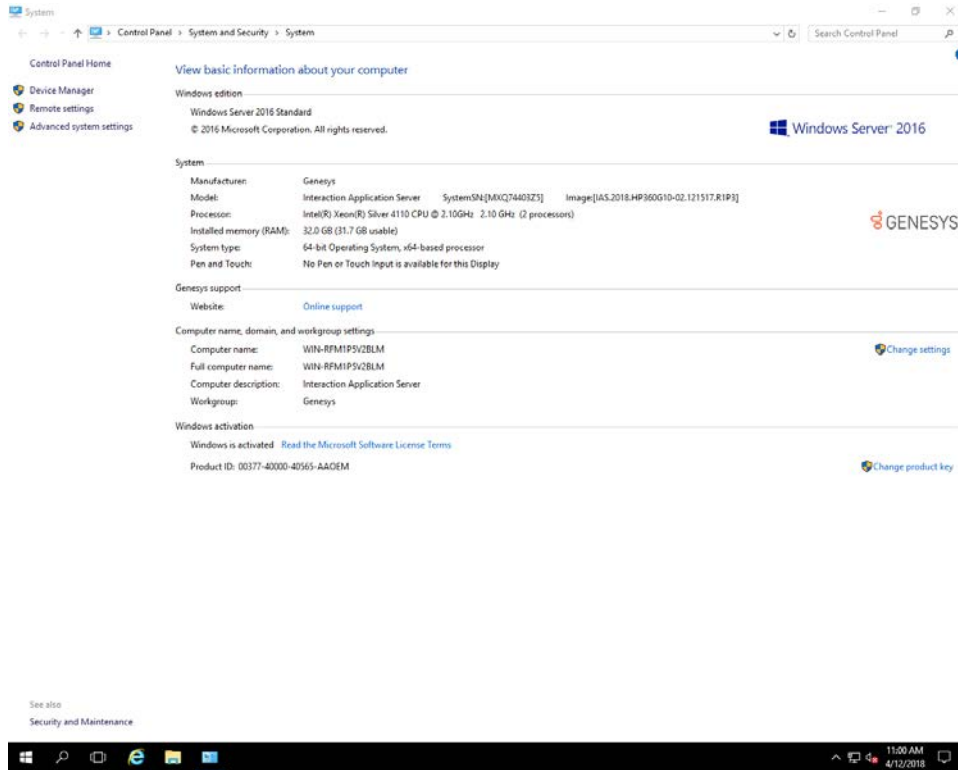 System
Control Panel > System and Security > System
Search Control Panel
Control Panel Home
Device Manager
Remote settings
Advanced system settings
View basic information about your computer
Windows edition
Windows Server 2016 Standard
© 2016 Microsoft Corporation. All rights reserved.
Windows Server® 2016
System
Manufacturer: Genesys
Model: Interaction Application Server SystemSN:[MXQ74403Z5] Image:[IAS.2018.HP360G10-02.121517.R1P3]
Processor: Intel(R) Xeon(R) Silver 4110 CPU @ 2.10GHz 2.10 GHz (2 processors)
Installed memory (RAM): 32.0 GB (31.7 GB usable)
System type: 64-bit Operating System, x64-based processor
Pen and Touch: No Pen or Touch Input is available for this Display
GENESYS
Genesys support
Website: Online support
Computer name, domain, and workgroup settings
Computer name: WIN-RFM1P5V2BLM
Change settings
Full computer name: WIN-RFM1P5V2BLM
Computer description: Interaction Application Server
Workgroup: Genesys
Windows activation
Windows is activated Read the Microsoft Software License Terms
Product ID: 00377-40000-40565-AAOEM
Change product key
See also
Security and Maintenance
11:00 AM
4/12/2018